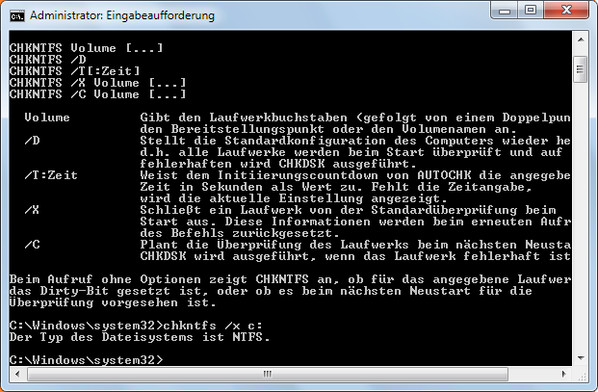 Administrator: Eingabeaufforderung
CHKNTFS Volume [...]
CHKNTFS /D
CHKNTFS /T[:Zeit]
CHKNTFS /X Volume [...]
CHKNTFS /C Volume [...]
Volume Gibt den Laufwerkbuchstaben (gefolgt von einem Doppelpun
den Bereitstellungspunkt oder den Volumenamen an.
/D Stellt die Standardkonfiguration des Computers wieder he
d.h. alle Laufwerke werden beim Start überprüft und auf
fehlerhaften wird CHKDSK ausgeführt.
/T:Zeit Weist dem Initiierungscountdown von AUTOCHK die angegebe
Zeit in Sekunden als Wert zu. Fehlt die Zeitangabe,
wird die aktuelle Einstellung angezeigt.
/X Schließt ein Laufwerk von der Standardüberprüfung beim
Start aus. Diese Informationen werden beim erneuten Aufr
des Befehls zurückgesetzt.
/C Plant die Überprüfung des Laufwerks beim nächsten Neusta
CHKDSK wird ausgeführt, wenn das Laufwerk fehlerhaft ist
Beim Aufruf ohne Optionen zeigt CHKNTFS an, ob für das angegebene Laufwer
das Dirty-Bit gesetzt ist, oder ob es beim nächsten Neustart für die
Überprüfung vorgesehen ist.
C:\Windows\system32>chkntfs /x c:
Der Typ des Dateisystems ist NTFS.
C:\Windows\system32>